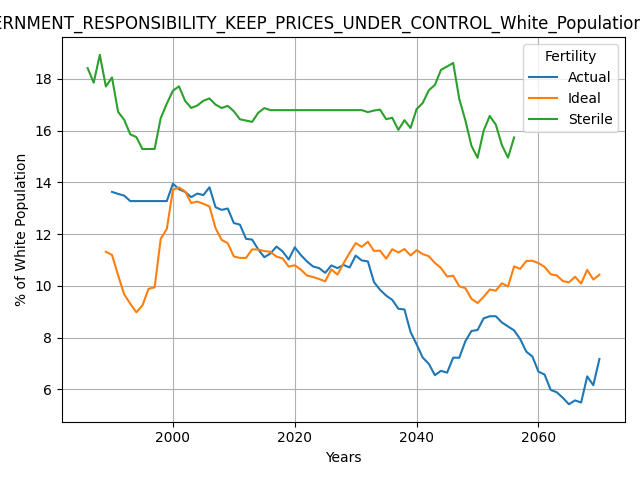 ERNMENT_RESPONSIBILITY_KEEP_PRICES_UNDER_CONTROL_White_Population
Fertility
Actual
Ideal
Sterile
% of White Population
18
16
14
12
10
8
6
2000 2020 2040 2060
Years